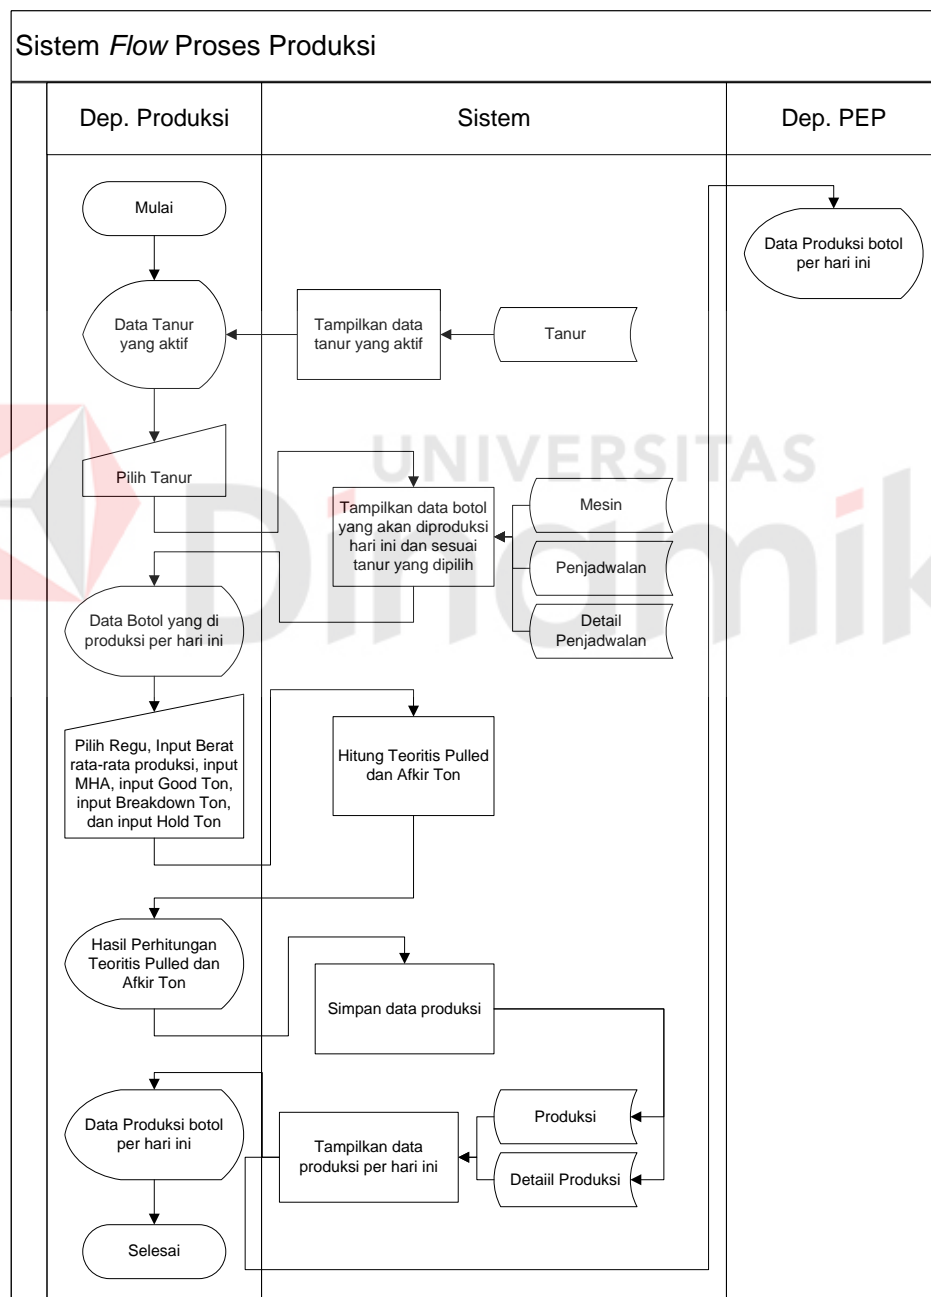 Sistem Flow Proses Produksi
Dep. Produksi
Sistem
Dep. PEP
Mulai
Data Produksi botol
per hari ini
Data Tanur
yang aktif
Tampilkan data
tanur yang aktif
Tanur
UNIVERSITAS
Dinamik
Pilih Tanur
Tampilkan data botol
yang akan diproduksi
hari ini dan sesuai
tanur yang dipilih
Mesin
Penjadwalan
Detail
Penjadwalan
Data Botol yang di
produksi per hari ini
Pilih Regu, Input Berat
rata-rata produksi, input
MHA, input Good Ton,
input Breakdown Ton,
dan input Hold Ton
Hitung Teoritis Pulled
dan Afkir Ton
Hasil Perhitungan
Teoritis Pulled dan
Afkir Ton
Simpan data produksi
Data Produksi botol
per hari ini
Tampilkan data
produksi per hari ini
Produksi
Detaiil Produksi
Selesai